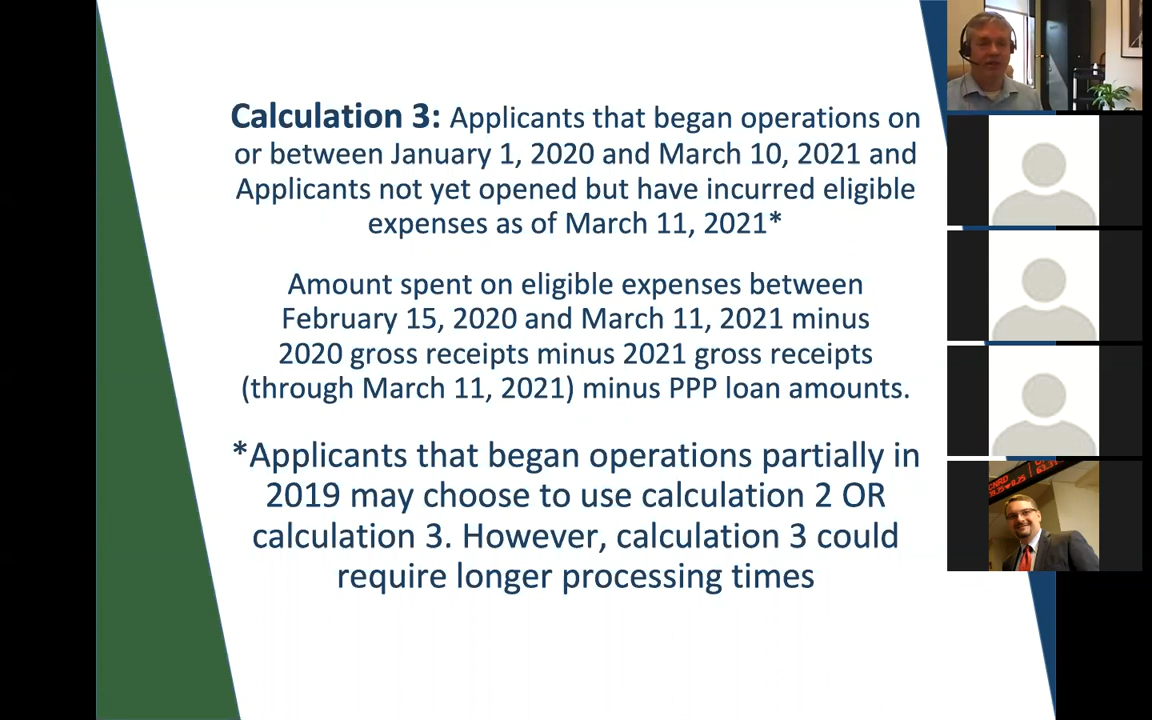 Calculation 3: Applicants that began operations on
or between January 1, 2020 and March 10, 2021 and
Applicants not yet opened but have incurred eligible
expenses as of March 11, 2021*
Amount spent on eligible expenses between
February 15, 2020 and March 11, 2021 minus
2020 gross receipts minus 2021 gross receipts
(through March 11, 2021) minus PPP loan amounts.
*Applicants that began operations partially in
2019 may choose to use calculation 2 OR
calculation 3. However, calculation 3 could
require longer processing times